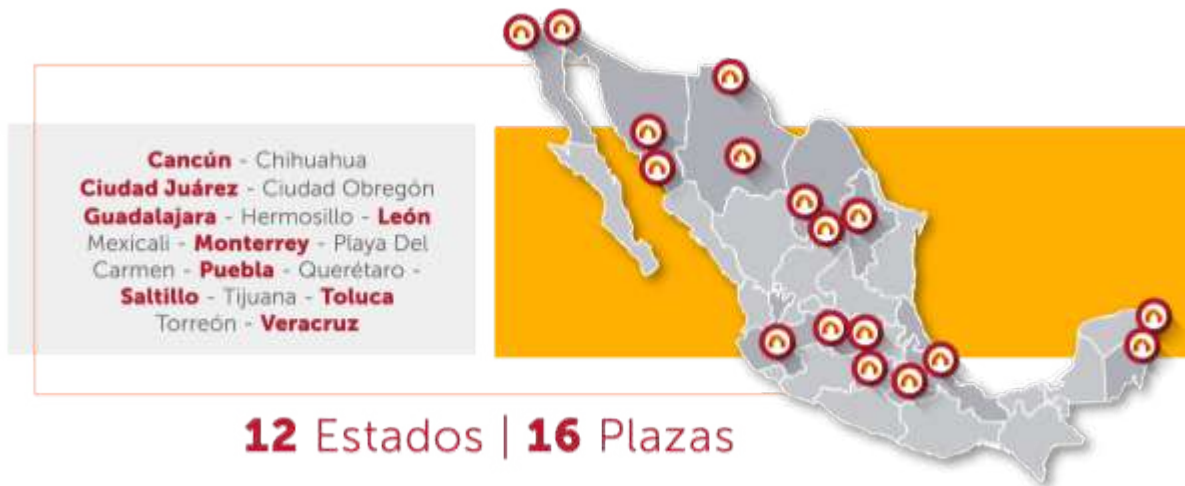 Cancún - Chihuahua
Ciudad Juárez - Ciudad Obregón
Guadalajara - Hermosillo - León
Mexicali - Monterrey - Playa Del
Carmen - Puebla - Querétaro -
Saltillo - Tijuana - Toluca
Torreón - Veracruz
12 Estados | 16 Plazas